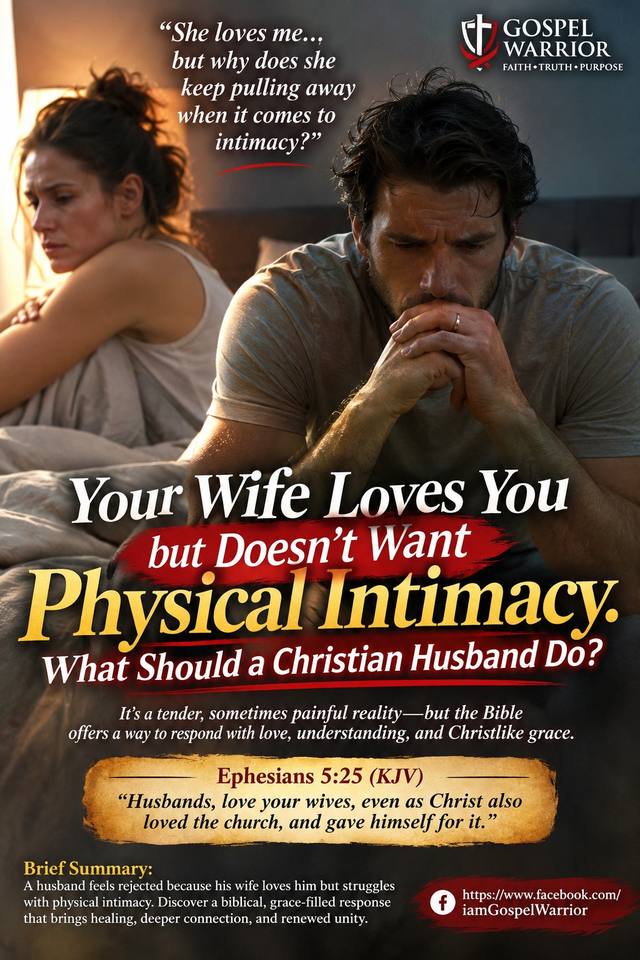 “She loves me...
but why does she
keep pulling away
when it comes to
intimacy?”
GOSPEL
WARRIOR
FAITH • TRUTH • PURPOSE
Your Wife Loves You
but Doesn’t Want
Physical Intimacy.
What Should a Christian Husband Do?
It’s a tender, sometimes painful reality—but the Bible
offers a way to respond with love, understanding, and Christlike grace.
Ephesians 5:25 (KJV)
“Husbands, love your wives, even as Christ also
loved the church, and gave himself for it.”
Brief Summary:
A husband feels rejected because his wife loves him but struggles
with physical intimacy. Discover a biblical, grace-filled response
that brings healing, deeper connection, and renewed unity.
f
https://www.facebook.com/
iamGospelWarrior